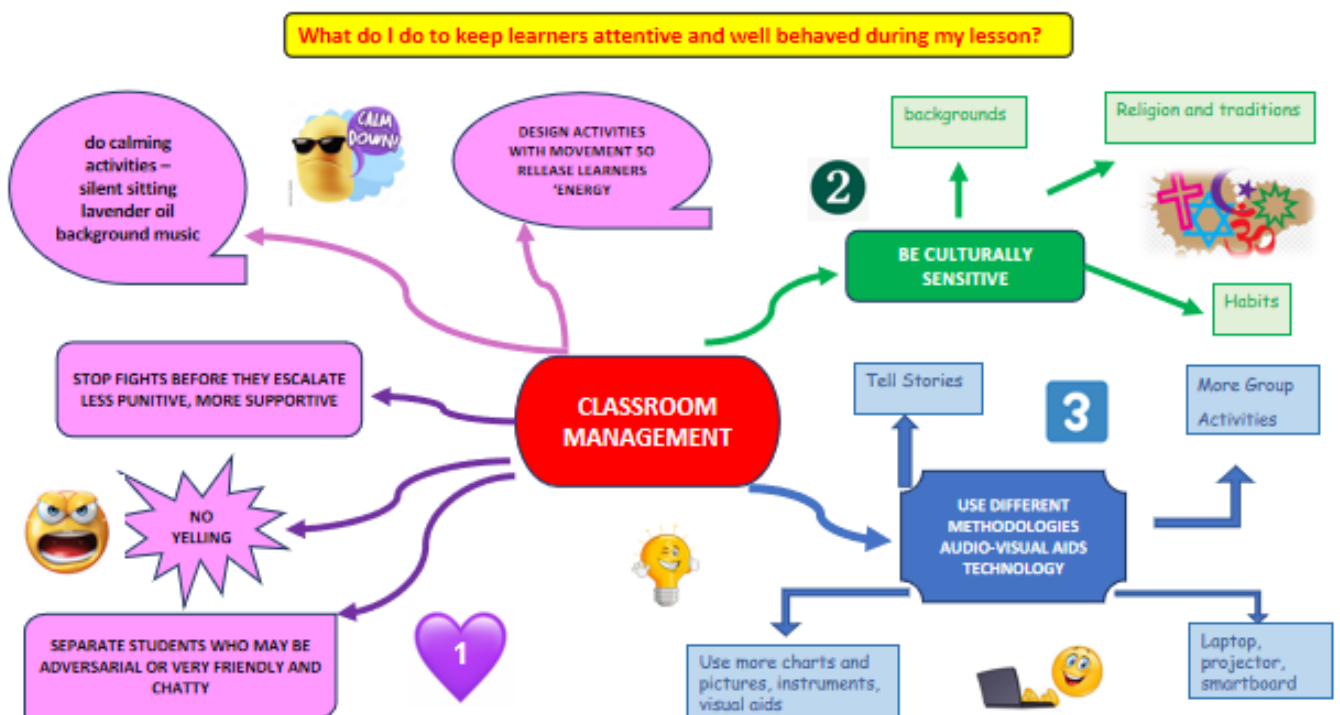 What do I do to keep learners attentive and well behaved during my lesson?
do calming
activities –
silent sitting
lavender oil
background music
CALM
DOWN!
DESIGN ACTIVITIES
WITH MOVEMENT SO
RELEASE LEARNERS
'ENERGY
backgrounds
Religion and traditions
2
BE CULTURALLY
SENSITIVE
Habits
STOP FIGHTS BEFORE THEY ESCALATE
LESS PUNITIVE, MORE SUPPORTIVE
CLASSROOM
MANAGEMENT
Tell Stories
3
More Group
Activities
NO
YELLING
USE DIFFERENT
METHODOLOGIES
AUDIO-VISUAL AIDS
TECHNOLOGY
SEPARATE STUDENTS WHO MAY BE
ADVERSARIAL OR VERY FRIENDLY AND
CHATTY
1
Use more charts and
pictures, instruments,
visual aids
Laptop,
projector,
smartboard